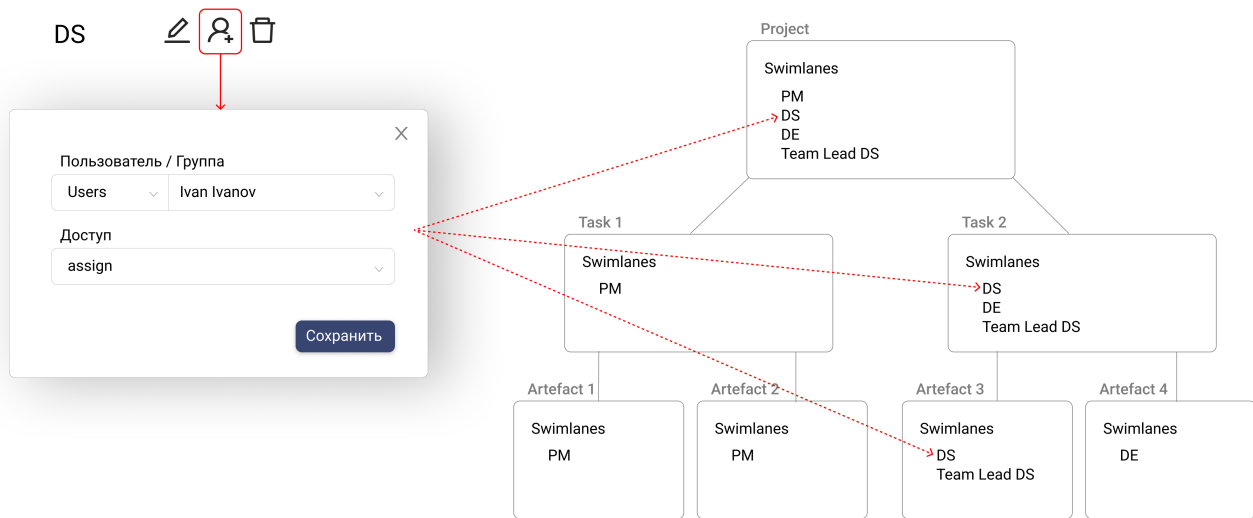 DS
Пользователь / Группа
Users
Ivan Ivanov
Доступ
assign
Сохранить
Project
Swimlanes
PM
DS
DE
Team Lead DS
Task 1
Swimlanes
PM
Task 2
Swimlanes
DS
DE
Team Lead DS
Artefact 1
Swimlanes
PM
Artefact 2
Swimlanes
PM
Artefact 3
Swimlanes
DS
Team Lead DS
Artefact 4
Swimlanes
DE